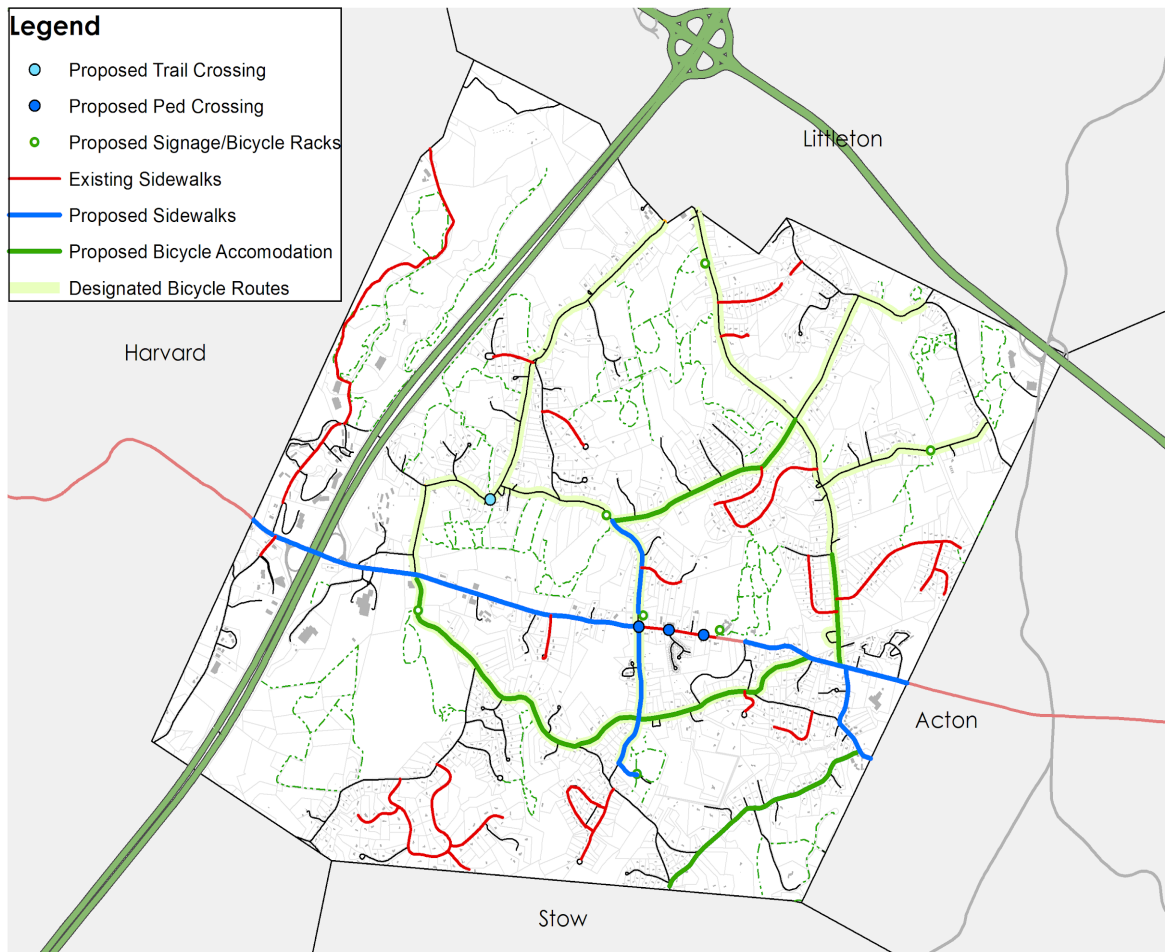 Legend
Proposed Trail Crossing
Proposed Ped Crossing
Proposed Signage/Bicycle Racks
Existing Sidewalks
Proposed Sidewalks
Proposed Bicycle Accomodation
Designated Bicycle Routes
Littleton
Harvard
Acton
Stow